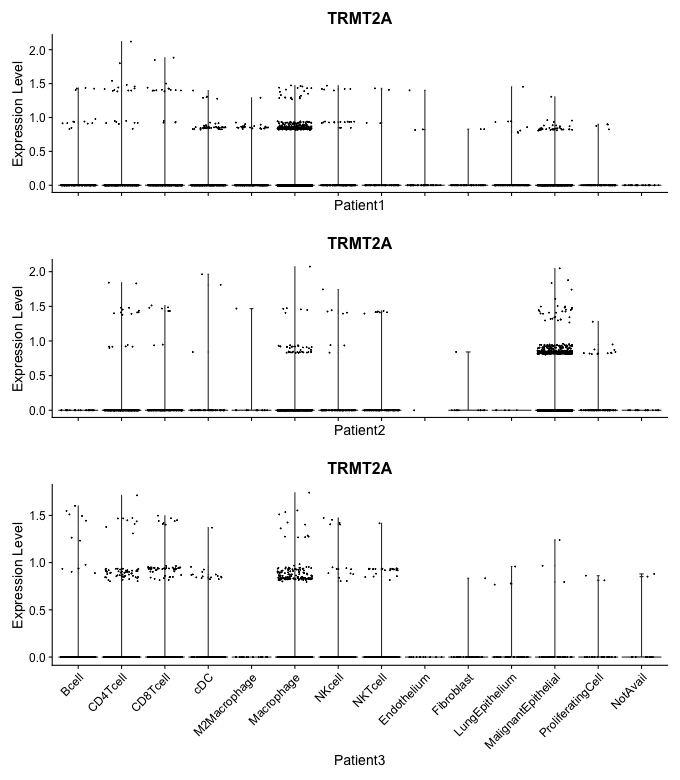 TRMT2A
Expression Level
2.0
1.5
1.0
0.5
0.0
Patient1
TRMT2A
Expression Level
2.0
1.5
1.0
0.5
0.0
Patient2
TRMT2A
Expression Level
1.5
1.0
0.5
0.0
Bcell
CD4Tcell
CD8Tcell
cDC
M2Macrophage
Macrophage
NKcell
NKTcell
Endothelium
Fibroblast
LungEpithelium
MalignantEpithelial
ProliferatingCell
NotAvail
Patient3